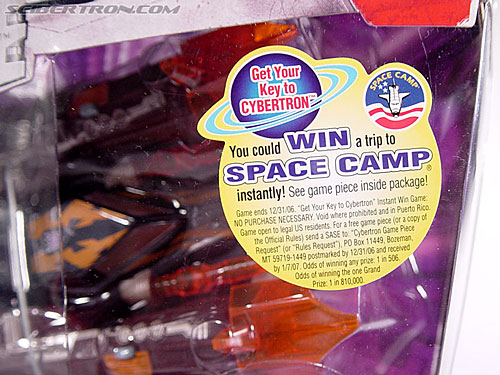 SEIBERTRON.COM
Get Your
Key to
CYBERTRON™
SPACE CAMP
You could WIN a trip to
SPACE CAMP®
instantly! See game piece inside package!
Game ends 12/31/06. "Get Your Key to Cybertron" Instant Win Game:
NO PURCHASE NECESSARY. Void where prohibited and in Puerto Rico.
Game open to legal US residents. For a free game piece (or a copy of
the Official Rules) send a SASE to: "Cybertron Game Piece
Request" (or "Rules Request"), PO Box 11449, Bozeman,
MT 59719-1449 postmarked by 12/31/06 and received
by 1/7/07. Odds of winning any prize: 1 in 506.
Odds of winning the one Grand
Prize: 1 in 810,000.